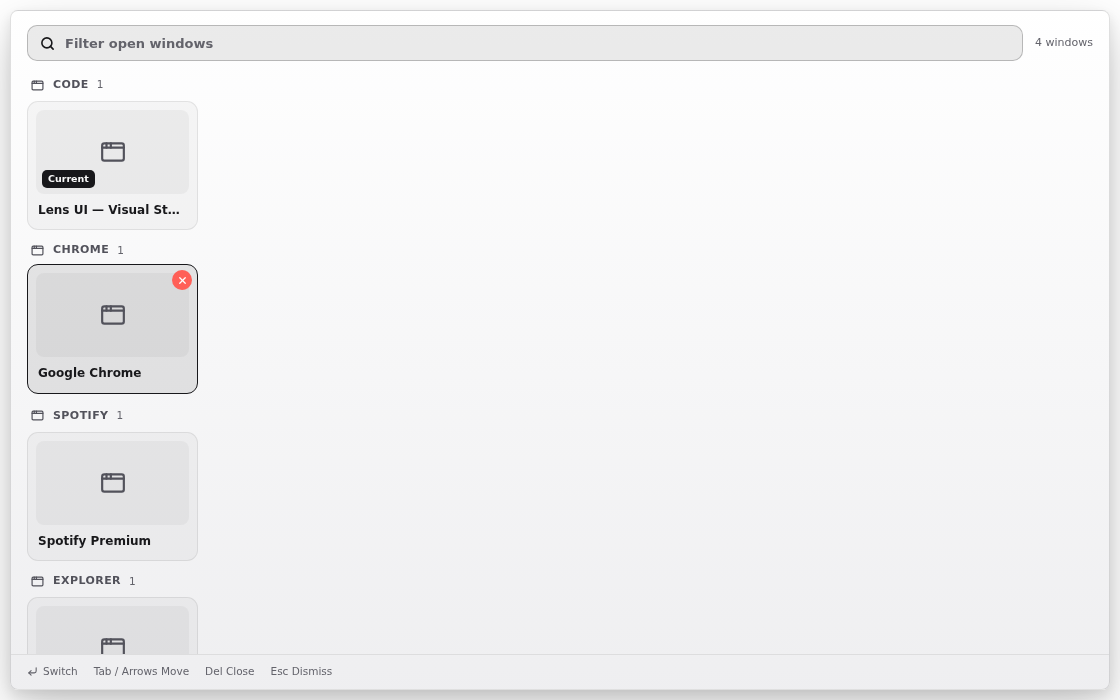 Filter open windows
4 windows
CODE 1
Current
Lens UI — Visual St...
CHROME 1
Google Chrome
SPOTIFY 1
Spotify Premium
EXPLORER 1
Switch Tab / Arrows Move Del Close Esc Dismiss